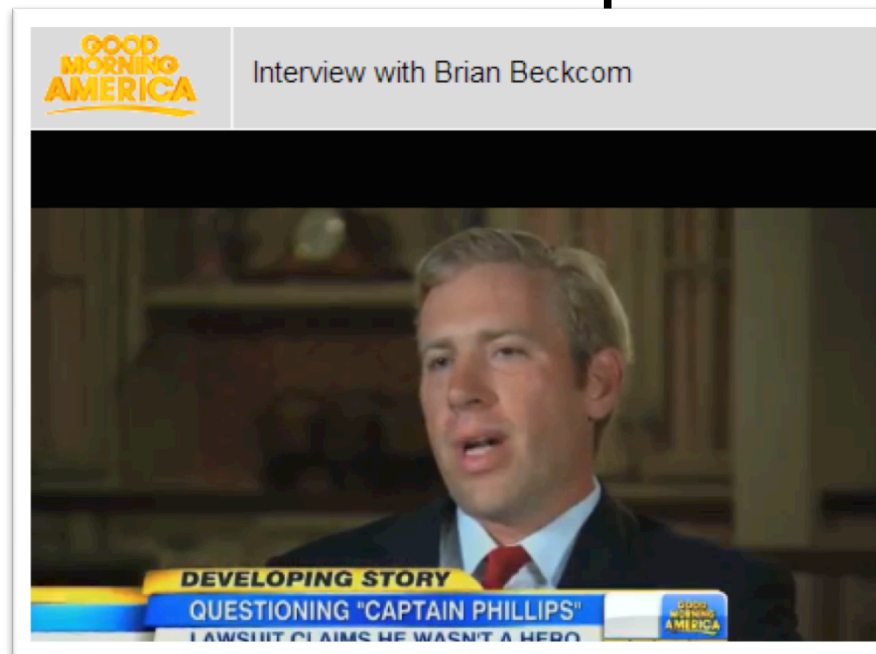 GOOD
MORNING
AMERICA
Interview with Brian Beckcom
DEVELOPING STORY
QUESTIONING "CAPTAIN PHILLIPS"
LAWSUIT CLAIMS HE WASN'T A HERO
GOOD
MORNING
AMERICA